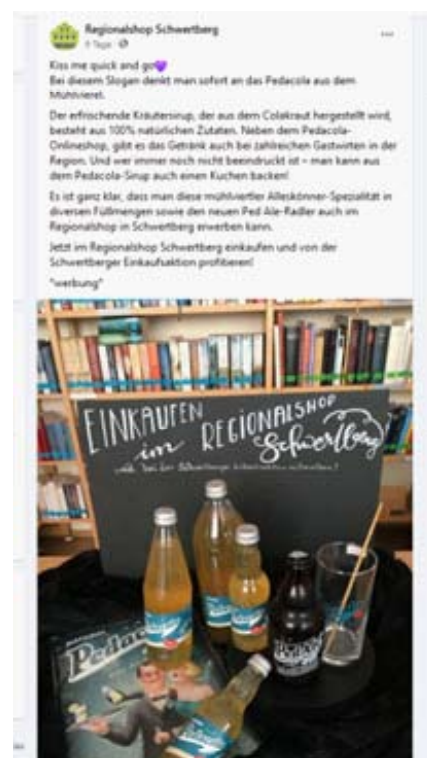 Regionalshop Schwertberg
9 Tage
Kiss me quick and go💜
Bei diesem Slogan denkt man sofort an das Pedacola aus dem
Mühlviertel.
Der erfrischende Kräutersirup, der aus dem Colakraut hergestellt wird,
besteht aus 100% natürlichen Zutaten. Neben dem Pedacola-
Onlineshop, gibt es das Getränk auch bei zahlreichen Gastwirten in der
Region. Und wer immer noch nicht beeindruckt ist – man kann aus
dem Pedacola-Sirup auch einen Kuchen backen!
Es ist ganz klar, dass man diese mühlviertler Alleskönner-Spezialität in
diversen Füllmengen sowie den neuen Ped Ale-Radler auch im
Regionalshop in Schwertberg erwerben kann.
Jetzt im Regionalshop Schwertberg einkaufen und von der
Schwertberger Einkaufsaktion profitieren!
*werbung*
EINKAUFEN
im REGIONALSHOP
Schwertberg